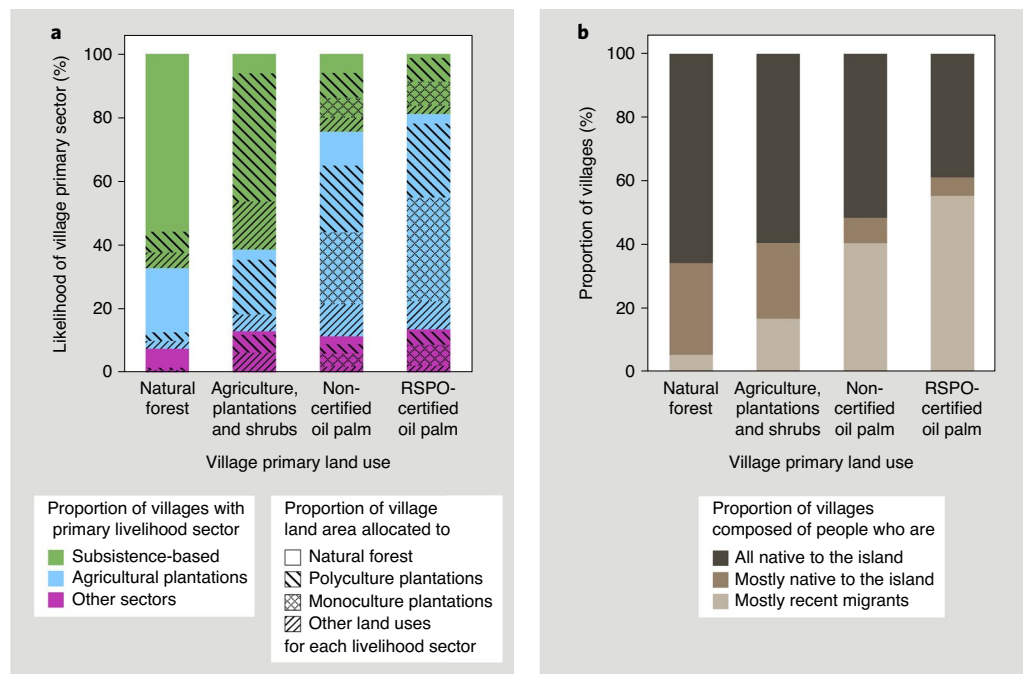 a
Likelihood of village primary sector (%)
100
80
60
40
20
0
Natural
forest
Agriculture,
plantations
and shrubs
Non-
certified
oil palm
RSPO-
certified
oil palm
Village primary land use
Proportion of villages with
primary livelihood sector
Subsistence-based
Agricultural plantations
Other sectors
Proportion of village
land area allocated to
Natural forest
Polyculture plantations
Monoculture plantations
Other land uses
for each livelihood sector
b
Proportion of villages (%)
100
80
60
40
20
0
Natural
forest
Agriculture,
plantations
and shrubs
Non-
certified
oil palm
RSPO-
certified
oil palm
Village primary land use
Proportion of villages
composed of people who are
All native to the island
Mostly native to the island
Mostly recent migrants